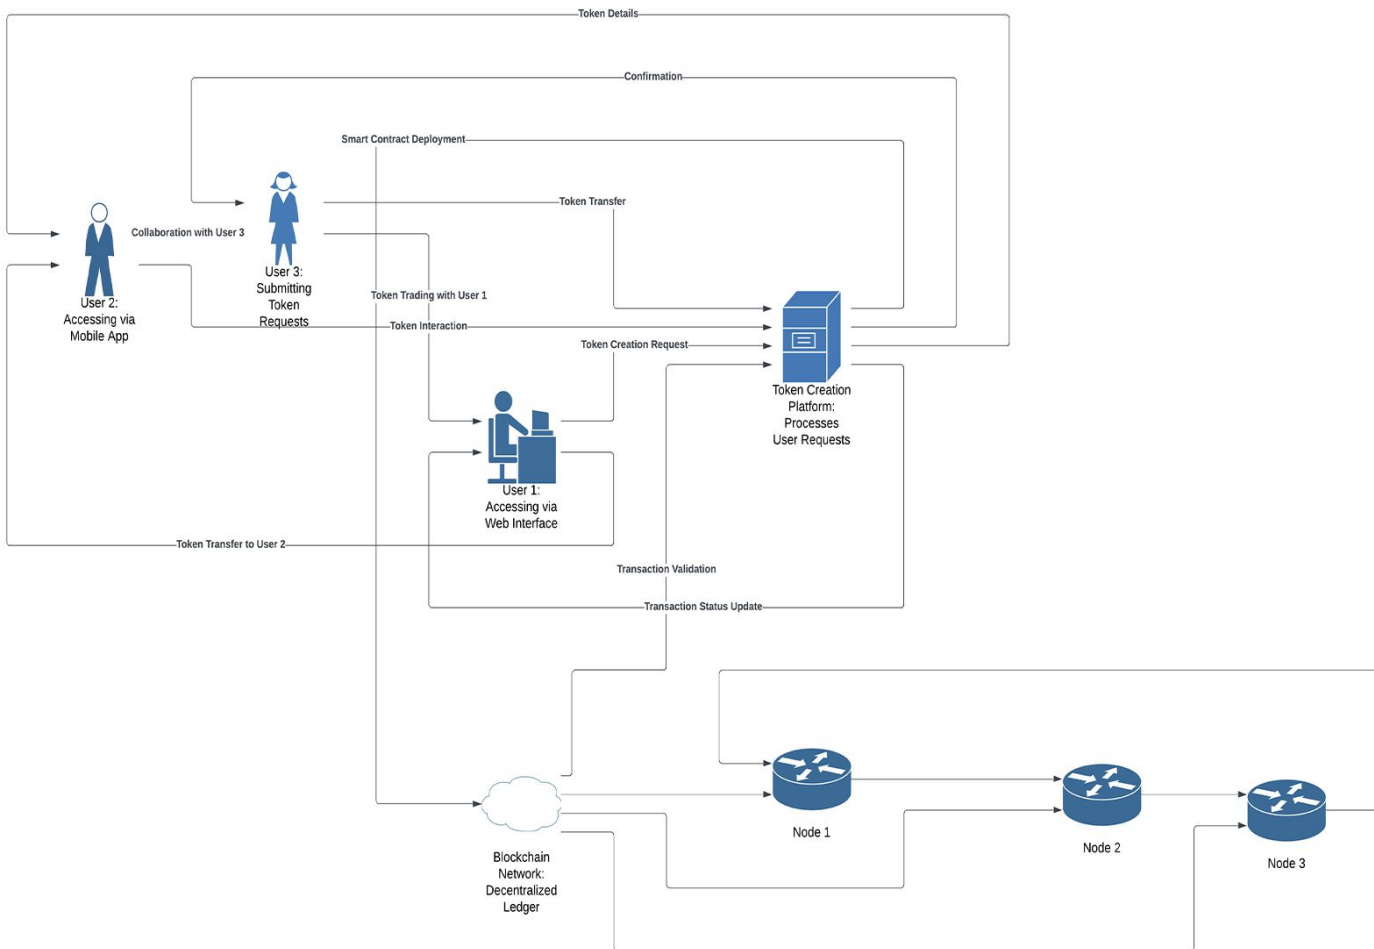 Token Details
Confirmation
Smart Contract Deployment
Token Transfer
Collaboration with User 3
User 3:
Submitting
Token
Requests
User 2:
Accessing via
Mobile App
Token Trading with User 1
Token Interaction
Token Creation Request
Token Creation
Platform:
Processes
User Requests
User 1:
Accessing via
Web Interface
Token Transfer to User 2
Transaction Validation
Transaction Status Update
Node 1
Node 2
Node 3
Blockchain
Network:
Decentralized
Ledger